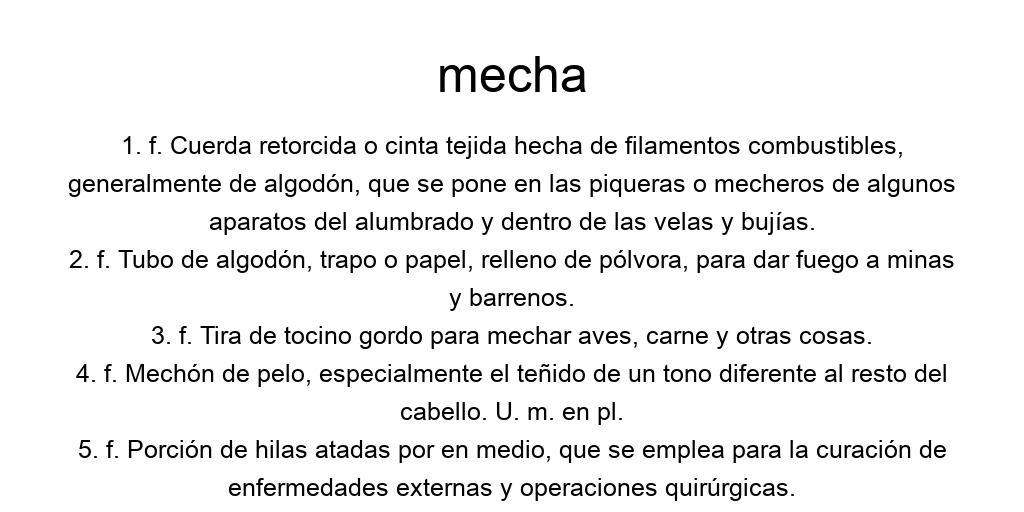 mecha
1. f. Cuerda retorcida o cinta tejida hecha de filamentos combustibles,
generalmente de algodón, que se pone en las piqueras o mecheros de algunos
aparatos del alumbrado y dentro de las velas y bujías.
2. f. Tubo de algodón, trapo o papel, relleno de pólvora, para dar fuego a minas
y barrenos.
3. f. Tira de tocino gordo para mechar aves, carne y otras cosas.
4. f. Mechón de pelo, especialmente el teñido de un tono diferente al resto del
cabello. U. m. en pl.
5. f. Porción de hilas atadas por en medio, que se emplea para la curación de
enfermedades externas y operaciones quirúrgicas.